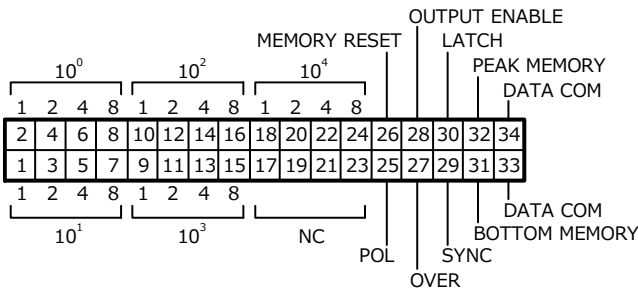 OUTPUT ENABLE
MEMORY RESET LATCH
10⁰ 10² 10⁴ PEAK MEMORY
DATA COM
1 2 4 8 1 2 4 8 1 2 4 8
2 4 6 8 10 12 14 16 18 20 22 24 26 28 30 32 34
1 3 5 7 9 11 13 15 17 19 21 23 25 27 29 31 33
1 2 4 8 1 2 4 8
DATA COM
10¹ 10³ NC BOTTOM MEMORY
POL SYNC
OVER